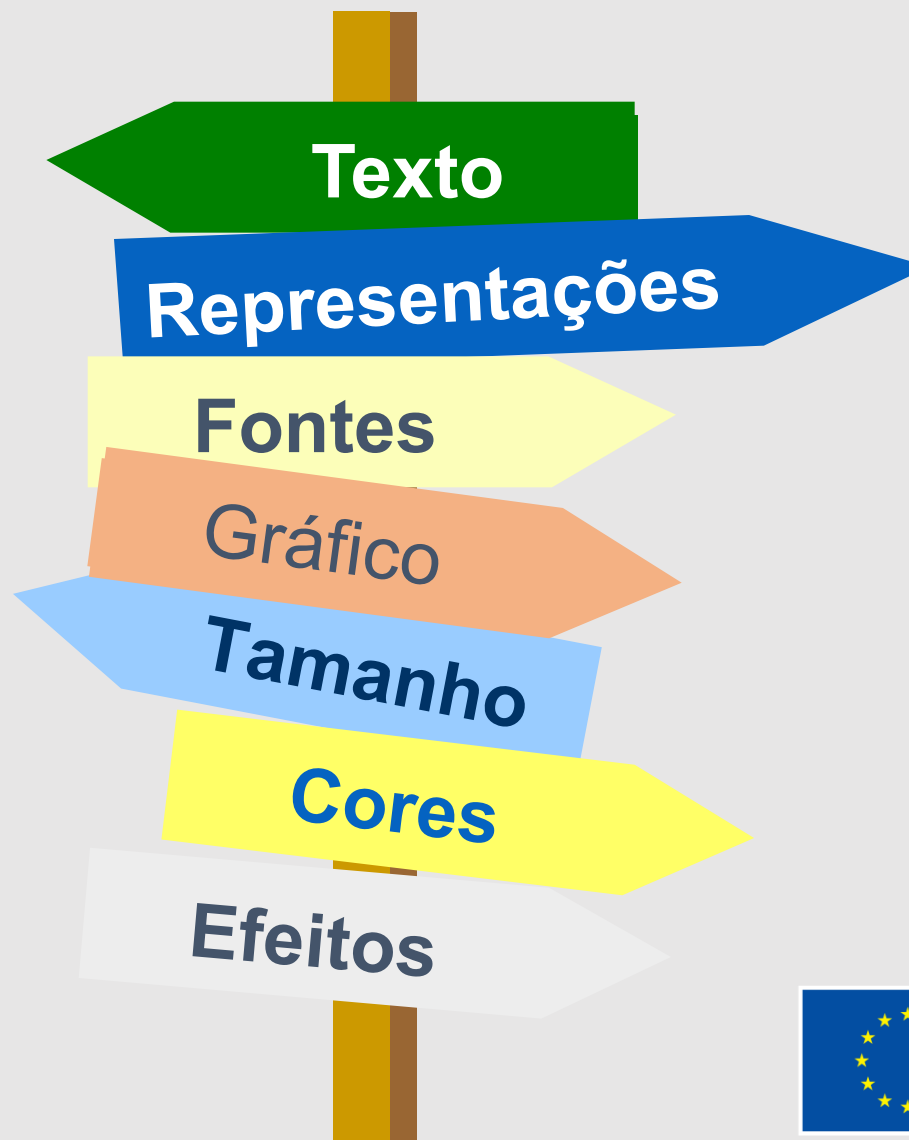 Texto
Representações
Fontes
Gráfico
Tamanho
Cores
Efeitos